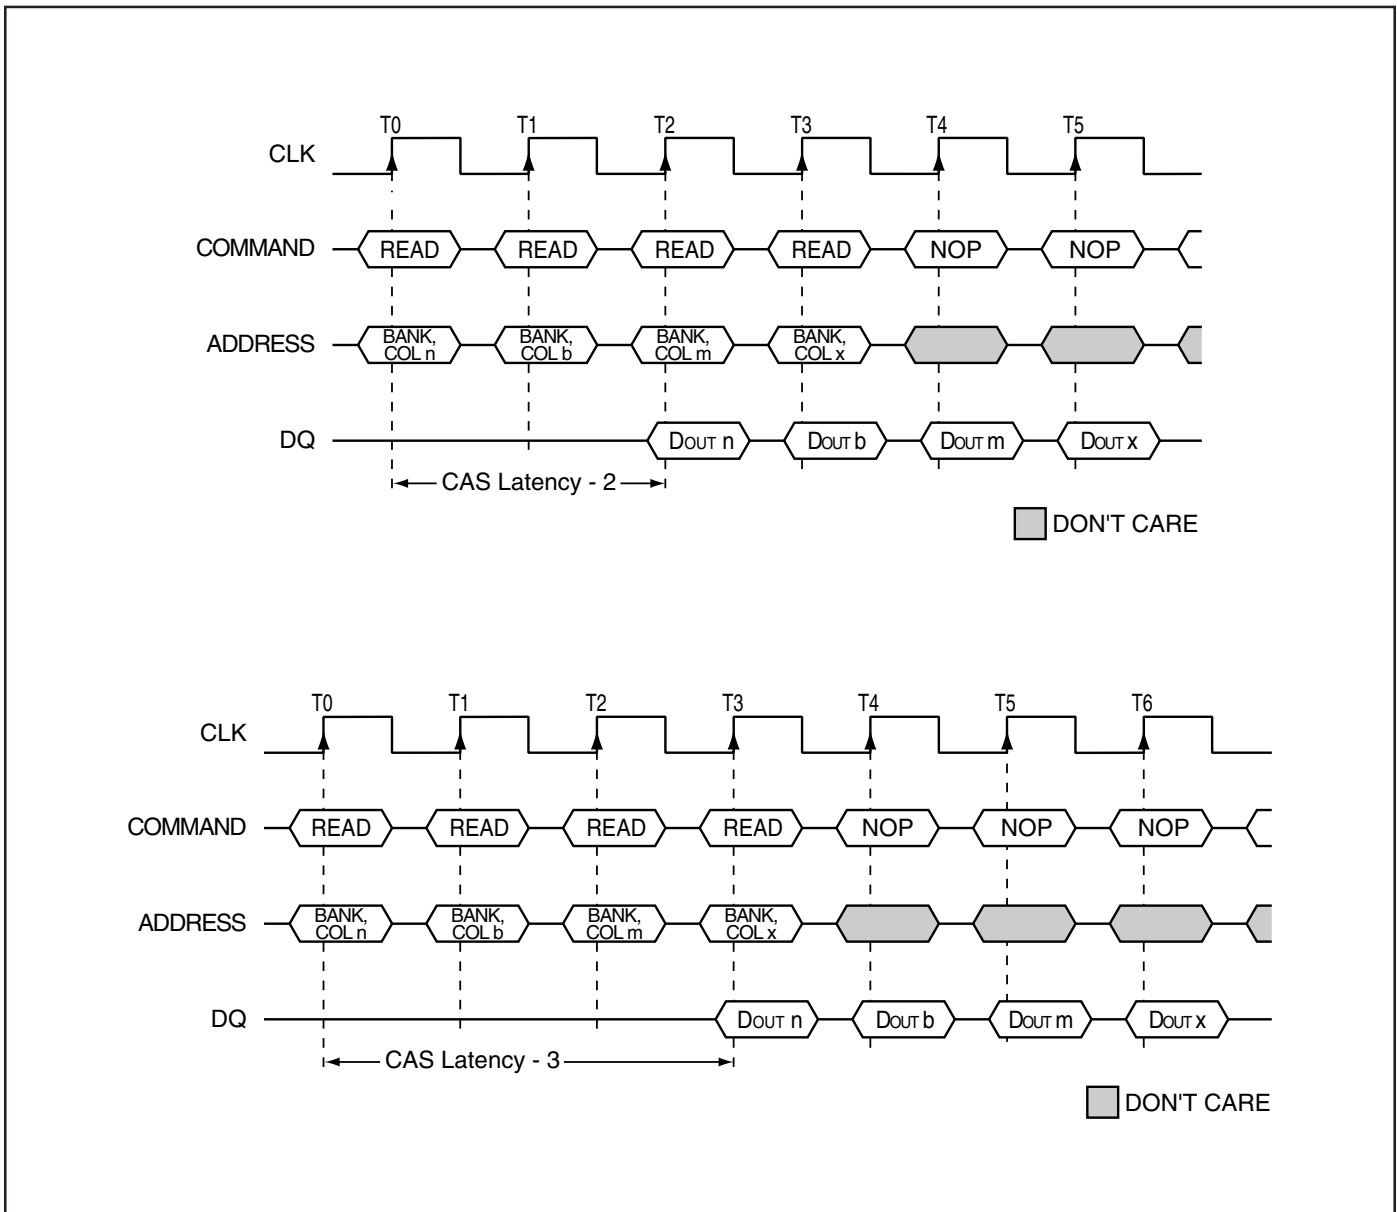 T0 T1 T2 T3 T4 T5
CLK
COMMAND READ READ READ READ NOP NOP
BANK, BANK, BANK, BANK,
ADDRESS
COL n COL b COL m COL x
DQ DOUT n DOUT b DOUT m DOUT x
CAS Latency - 2
DON'T CARE
T0 T1 T2 T3 T4 T5 T6
CLK
COMMAND READ READ READ READ NOP NOP NOP
BANK, BANK, BANK, BANK,
ADDRESS
COL n COL b COL m COL x
DQ DOUT n DOUT b DOUT m DOUT x
CAS Latency - 3
DON'T CARE